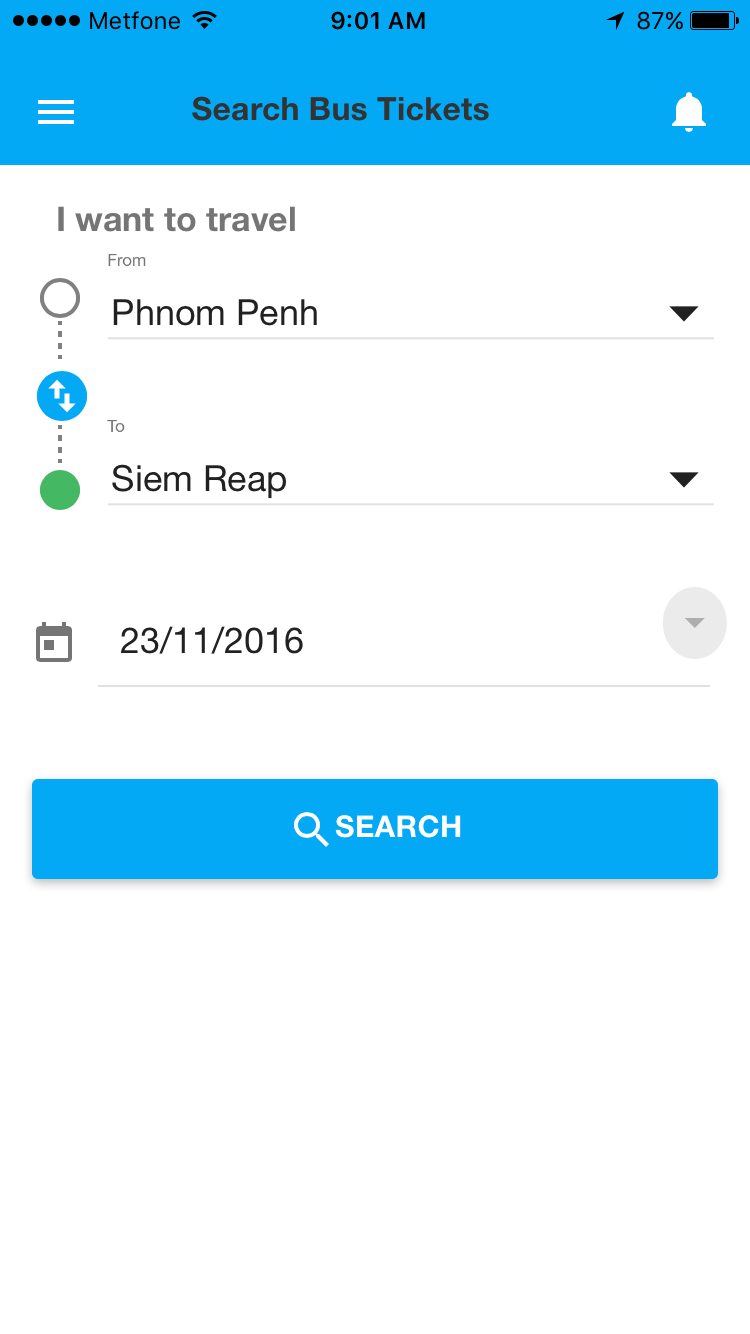 Metfone 9:01 AM 87%
Search Bus Tickets
I want to travel
From
Phnom Penh
To
Siem Reap
23/11/2016
SEARCH